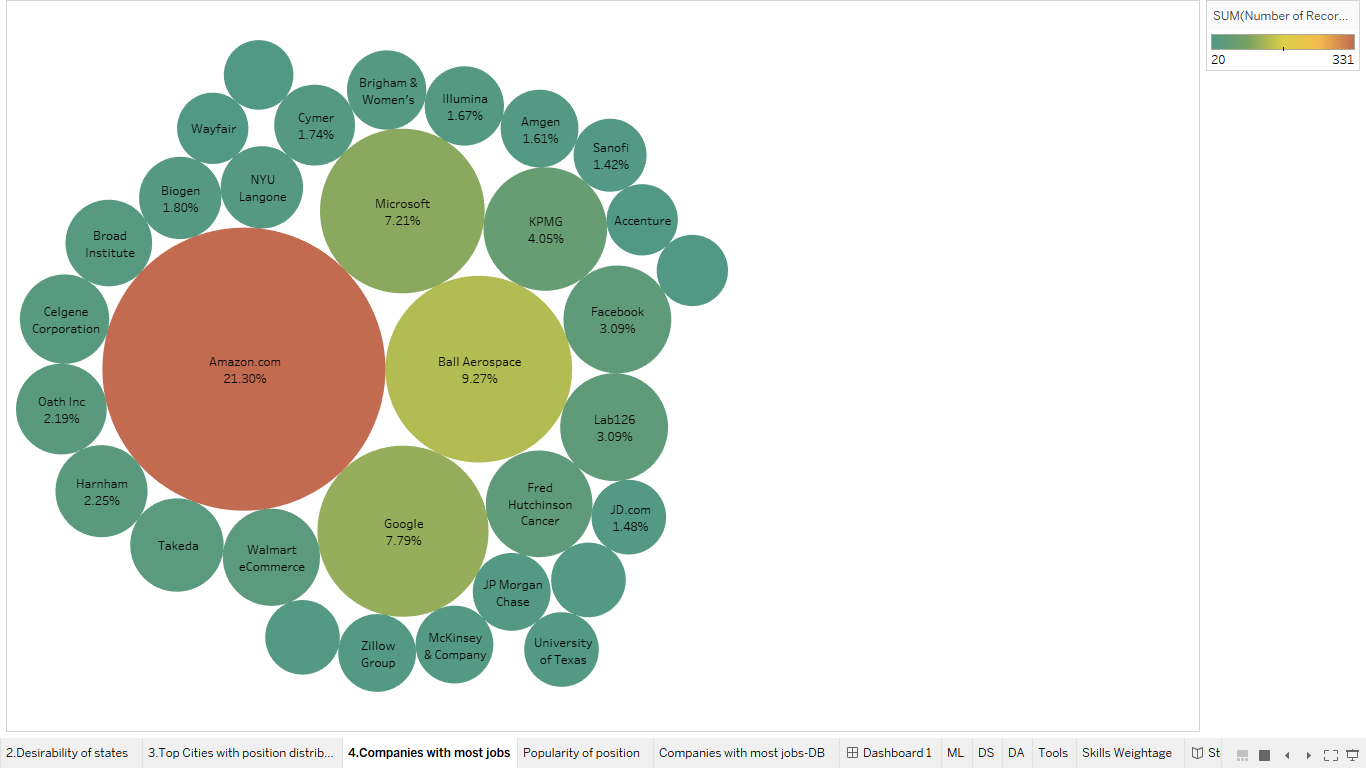 SUM(Number of Recor...
20
331
Brigham &
Women's
Illumina
1.67%
Cymer
1.74%
Amgen
1.61%
Wayfair
Sanofi
1.42%
NYU
Langone
Biogen
1.80%
Microsoft
7.21%
KPMG
4.05%
Accenture
Broad
Institute
Celgene
Corporation
Facebook
3.09%
Amazon.com
21.30%
Ball Aerospace
9.27%
Oath Inc
2.19%
Lab126
3.09%
Harnham
2.25%
Fred
Hutchinson
Cancer
JD.com
1.48%
Google
7.79%
Takeda
Walmart
eCommerce
JP Morgan
Chase
Zillow
Group
McKinsey
& Company
University
of Texas
2.Desirability of states
3.Top Cities with position distrib...
4.Companies with most jobs
Popularity of position
Companies with most jobs-DB
Dashboard 1
ML
DS
DA
Tools
Skills Weightage
St